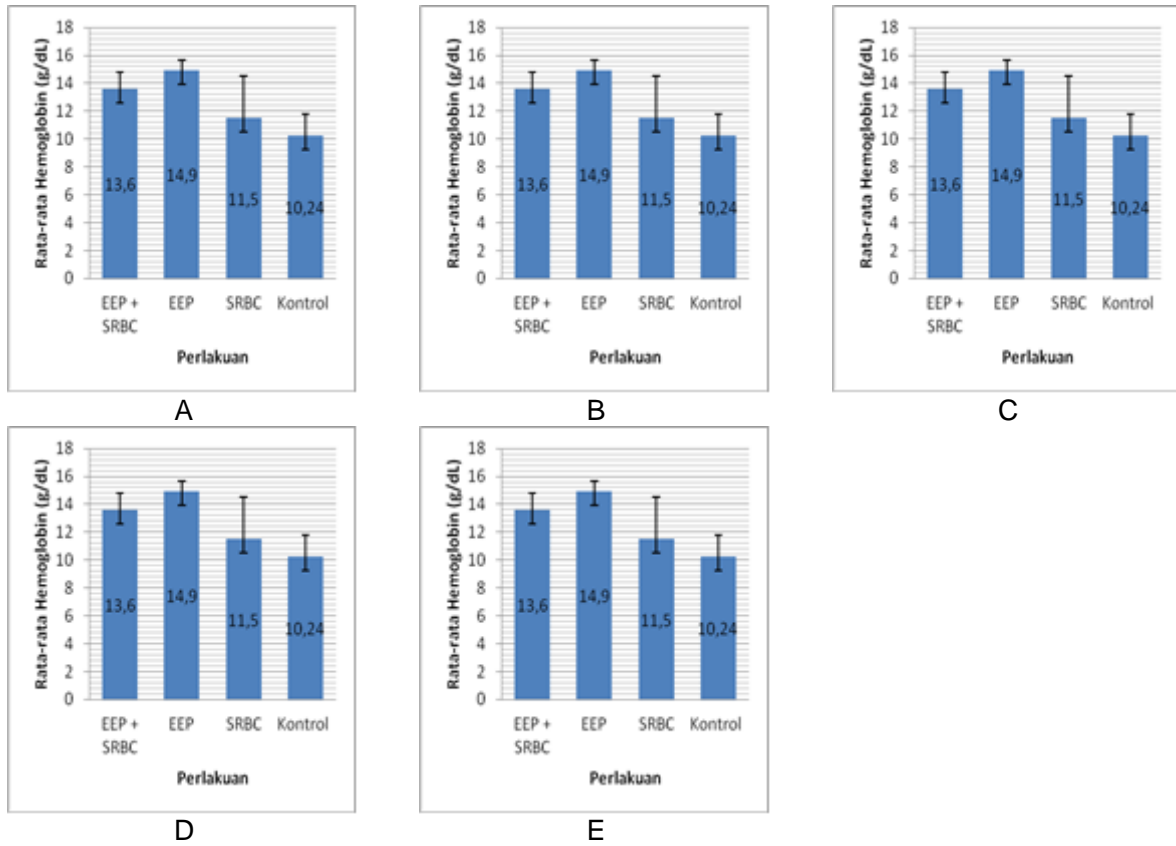 Rata-rata Hemoglobin (g/dL)
18
16
14
12
10
8
6
4
2
0
13,6
14,9
11,5
10,24
EEP + SRBC
EEP
SRBC
Kontrol
Perlakuan
A
Rata-rata Hemoglobin (g/dL)
18
16
14
12
10
8
6
4
2
0
13,6
14,9
11,5
10,24
EEP + SRBC
EEP
SRBC
Kontrol
Perlakuan
B
Rata-rata Hemoglobin (g/dL)
18
16
14
12
10
8
6
4
2
0
13,6
14,9
11,5
10,24
EEP + SRBC
EEP
SRBC
Kontrol
Perlakuan
C
Rata-rata Hemoglobin (g/dL)
18
16
14
12
10
8
6
4
2
0
13,6
14,9
11,5
10,24
EEP + SRBC
EEP
SRBC
Kontrol
Perlakuan
D
Rata-rata Hemoglobin (g/dL)
18
16
14
12
10
8
6
4
2
0
13,6
14,9
11,5
10,24
EEP + SRBC
EEP
SRBC
Kontrol
Perlakuan
E